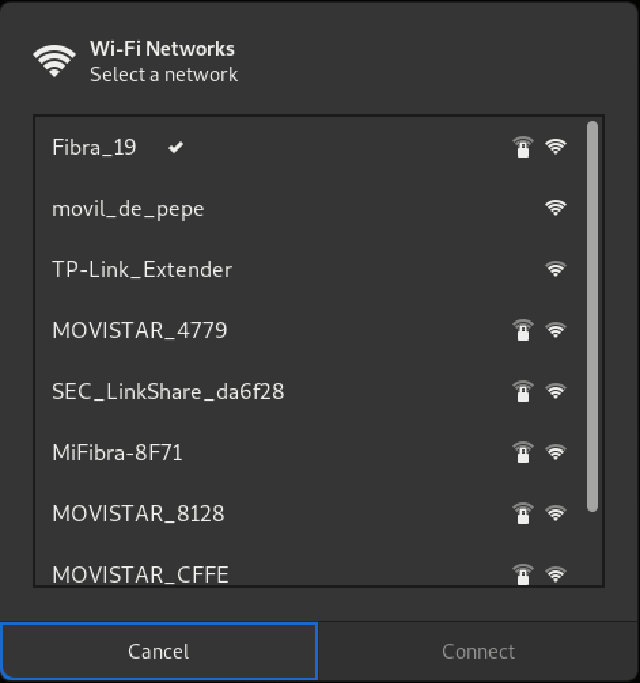 Wi-Fi Networks
Select a network
Fibra_19
movil_de_pepe
TP-Link_Extender
MOVISTAR_4779
SEC_LinkShare_da6f28
MiFibra-8F71
MOVISTAR_8128
MOVISTAR_CFFE
Cancel
Connect